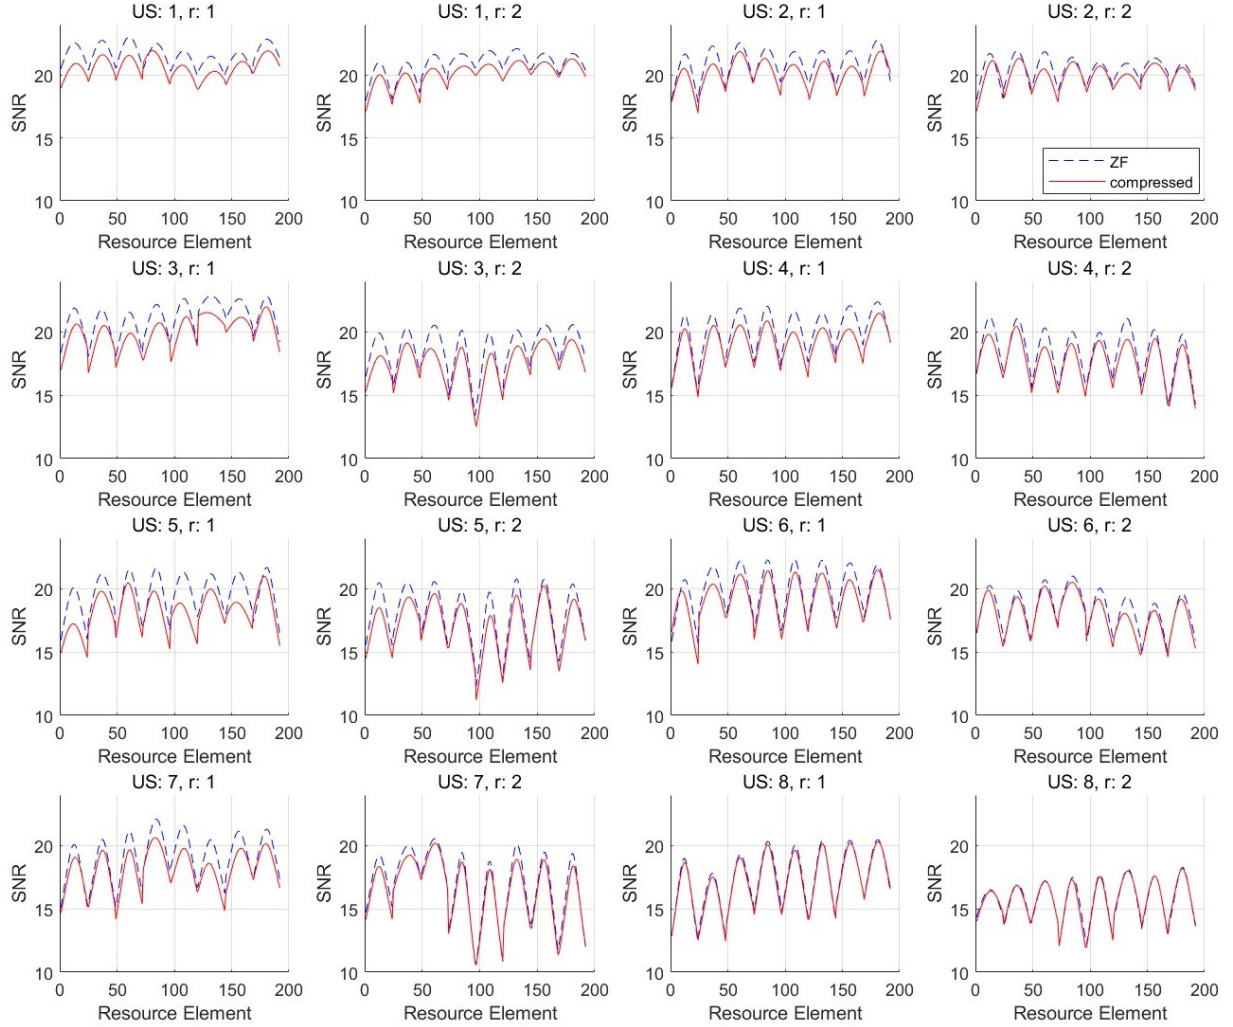 US: 1, r: 1 US: 1, r: 2 US: 2, r: 1 US: 2, r: 2
20 20 20 20
SNR SNR SNR SNR
15 15 15 15
ZF
compressed
10 10 10 10
0 50 100 150 200 0 50 100 150 200 0 50 100 150 200 0 50 100 150 200
Resource Element Resource Element Resource Element Resource Element
US: 3, r: 1 US: 3, r: 2 US: 4, r: 1 US: 4, r: 2
20 20 20 20
SNR SNR SNR SNR
15 15 15 15
10 10 10 10
0 50 100 150 200 0 50 100 150 200 0 50 100 150 200 0 50 100 150 200
Resource Element Resource Element Resource Element Resource Element
US: 5, r: 1 US: 5, r: 2 US: 6, r: 1 US: 6, r: 2
20 20 20 20
SNR SNR SNR SNR
15 15 15 15
10 10 10 10
0 50 100 150 200 0 50 100 150 200 0 50 100 150 200 0 50 100 150 200
Resource Element Resource Element Resource Element Resource Element
US: 7, r: 1 US: 7, r: 2 US: 8, r: 1 US: 8, r: 2
20 20 20 20
SNR SNR SNR SNR
15 15 15 15
10 10 10 10
0 50 100 150 200 0 50 100 150 200 0 50 100 150 200 0 50 100 150 200
Resource Element Resource Element Resource Element Resource Element